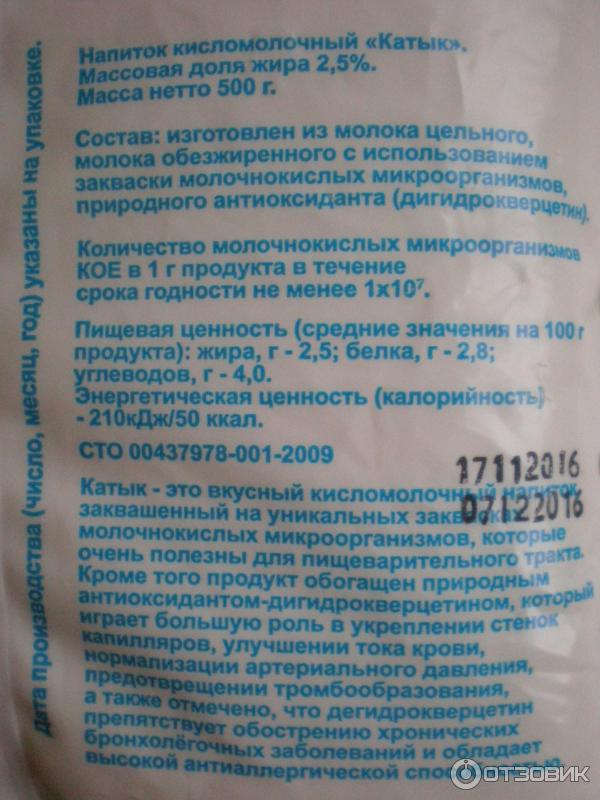 Напиток кисломолочный «Катык».
Массовая доля жира 2,5%.
Масса нетто 500 г.
Состав: изготовлен из молока цельного,
молока обезжиренного с использованием
закваски молочнокислых микроорганизмов,
природного антиоксиданта (дигидрокверцетин).
Количество молочнокислых микроорганизмов
КОЕ в 1 г продукта в течение
срока годности не менее 1х10⁷.
Пищевая ценность (средние значения на 100 г
продукта): жира, г - 2,5; белка, г - 2,8;
углеводов, г - 4,0.
Энергетическая ценность (калорийность)
- 210кДж/50 ккал.
СТО 00437978-001-2009
17112016
07122016
Катык - это вкусный кисломолочный напиток,
заквашенный на уникальных
молочнокислых микроорганизмов, которые
очень полезны для пищеварительного тракта.
Кроме того продукт обогащен природным
антиоксидантом-дигидрокверцетином, который
играет большую роль в укреплении стенок
капилляров, улучшении тока крови,
нормализации артериального давления,
предотвращении тромбообразования,
а также отмечено, что дегидрокверцетин
препятствует обострению хронических
бронхолёгочных заболеваний и обладает
высокой антиаллергической способностью.
Дата производства (число, месяц, год) указаны на упаковке.
ОТЗОВИК